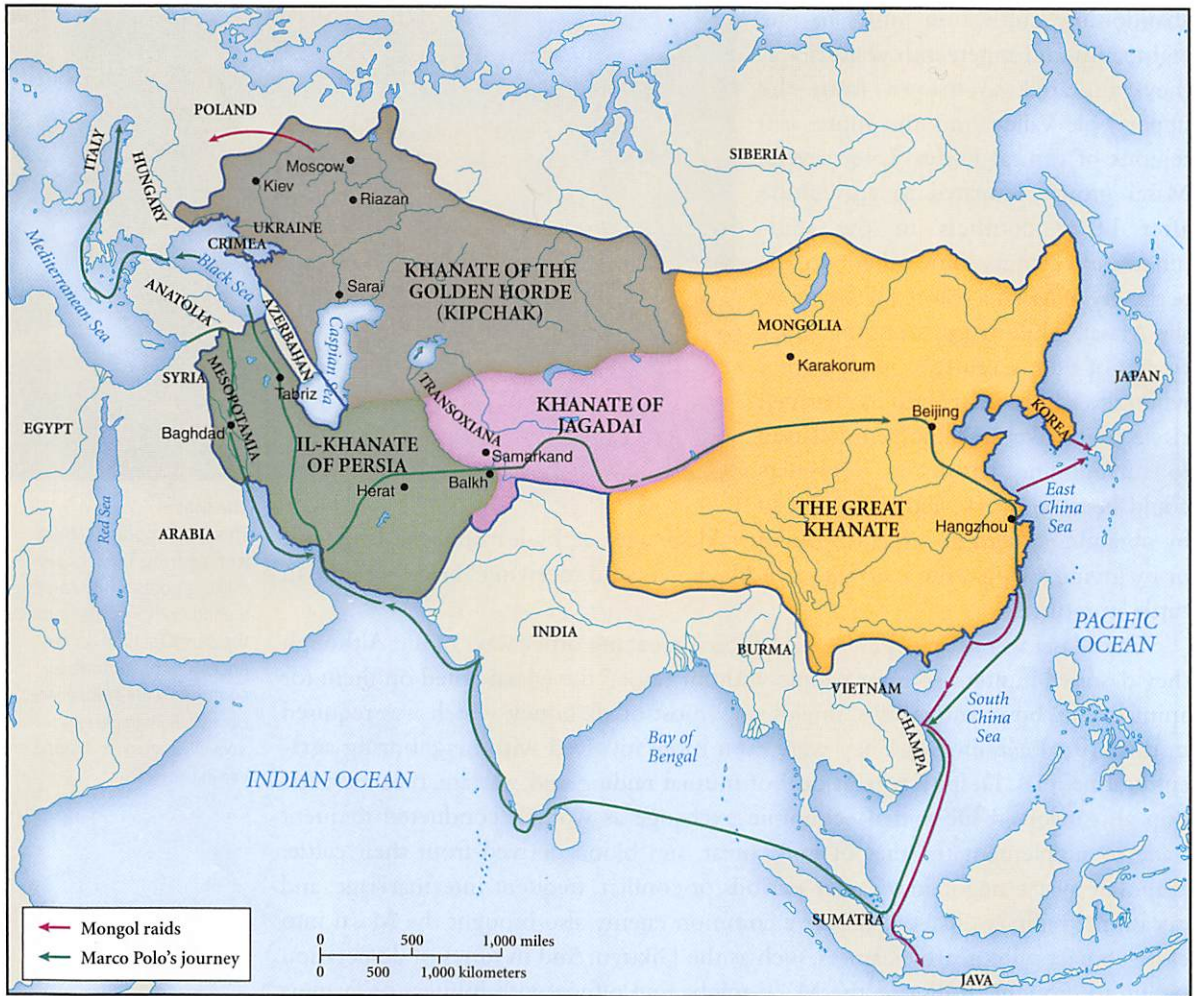 POLAND
ITALY
HUNGARY
Moscow
Kiev
Riazan
SIBERIA
UKRAINE
CRIMEA
Black Sea
Mediterranean Sea
ANATOLIA
Sarai
KHANATE OF THE
GOLDEN HORDE
(KIPCHAK)
AZERBAIJAN
Caspian Sea
MONGOLIA
Karakorum
JAPAN
SYRIA
MESOPOTAMIA
Tabriz
TRANSOXIANA
KHANATE OF
JAGADAI
Beijing
KOREA
EGYPT
Baghdad
IL-KHANATE
OF PERSIA
Samarkand
Balkh
Herat
Red Sea
ARABIA
THE GREAT
KHANATE
Hangzhou
East
China
Sea
INDIA
BURMA
PACIFIC
OCEAN
VIETNAM
CHAMPA
South
China
Sea
Bay of
Bengal
INDIAN OCEAN
SUMATRA
JAVA
Mongol raids
Marco Polo's journey
0 500 1,000 miles
0 500 1,000 kilometers